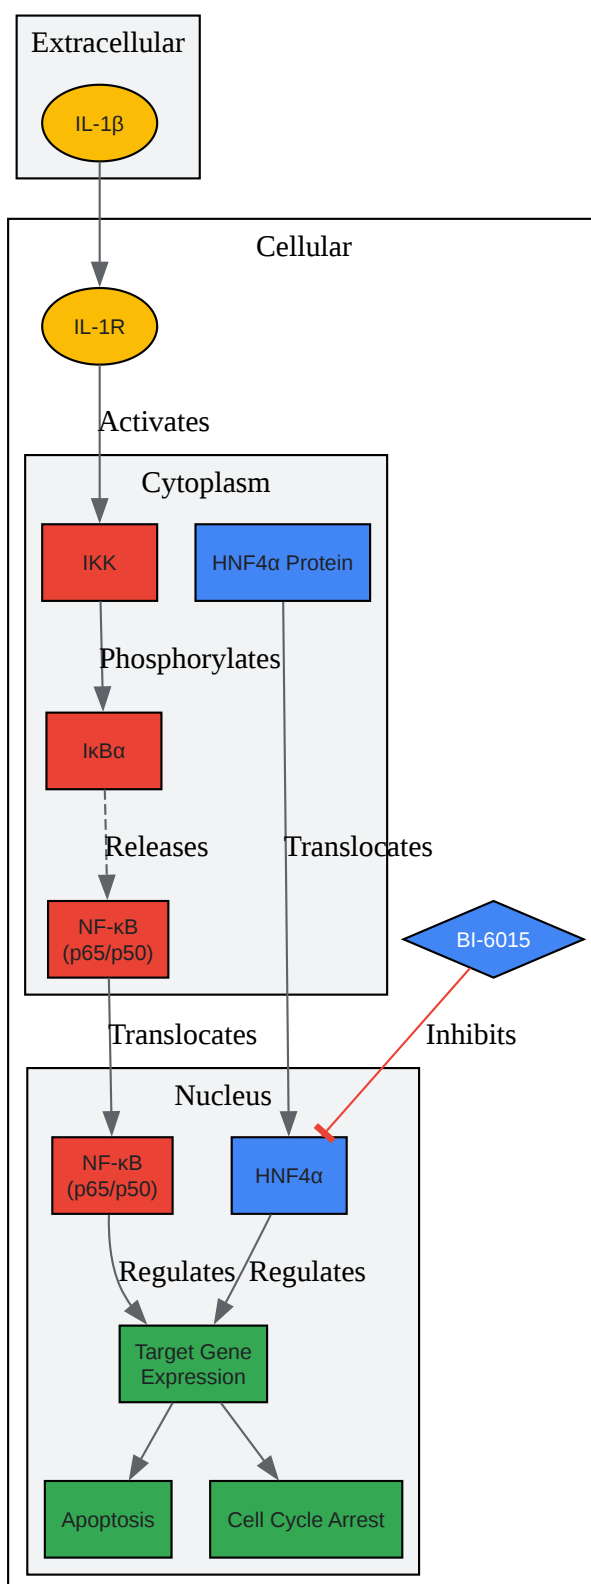 Extracellular
IL-1β
Cellular
IL-1R
Activates
Cytoplasm
IKK
HNF4α Protein
Phosphorylates
IκBα
Releases
Translocates
NF-κB
(p65/p50)
BI-6015
Translocates
Inhibits
Nucleus
NF-κB
(p65/p50)
HNF4α
Regulates
Regulates
Target Gene
Expression
Apoptosis
Cell Cycle Arrest